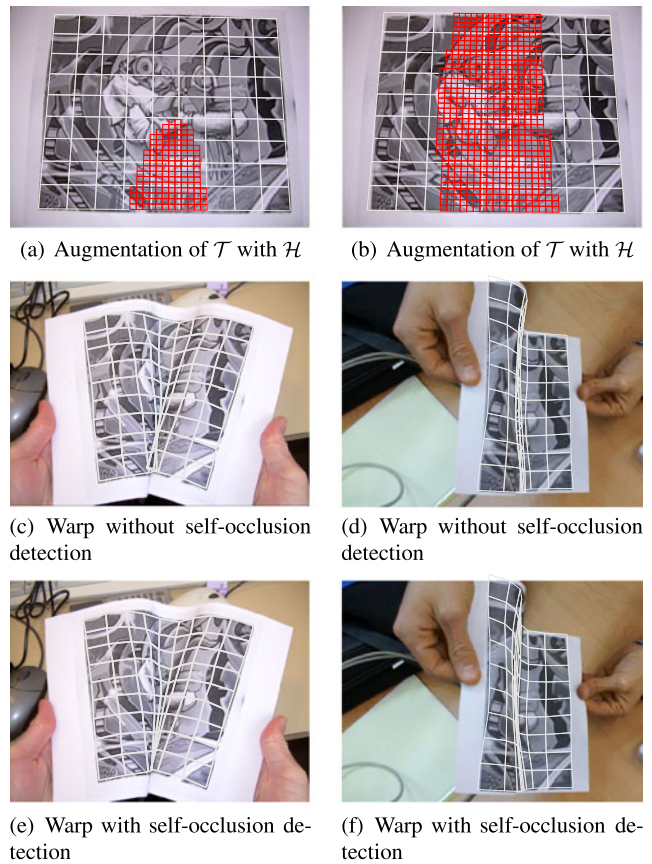 (a) Augmentation of 𝒯 with ℋ
(b) Augmentation of 𝒯 with ℋ
(c) Warp without self-occlusion
detection
(d) Warp without self-occlusion
detection
(e) Warp with self-occlusion de-
tection
(f) Warp with self-occlusion de-
tection